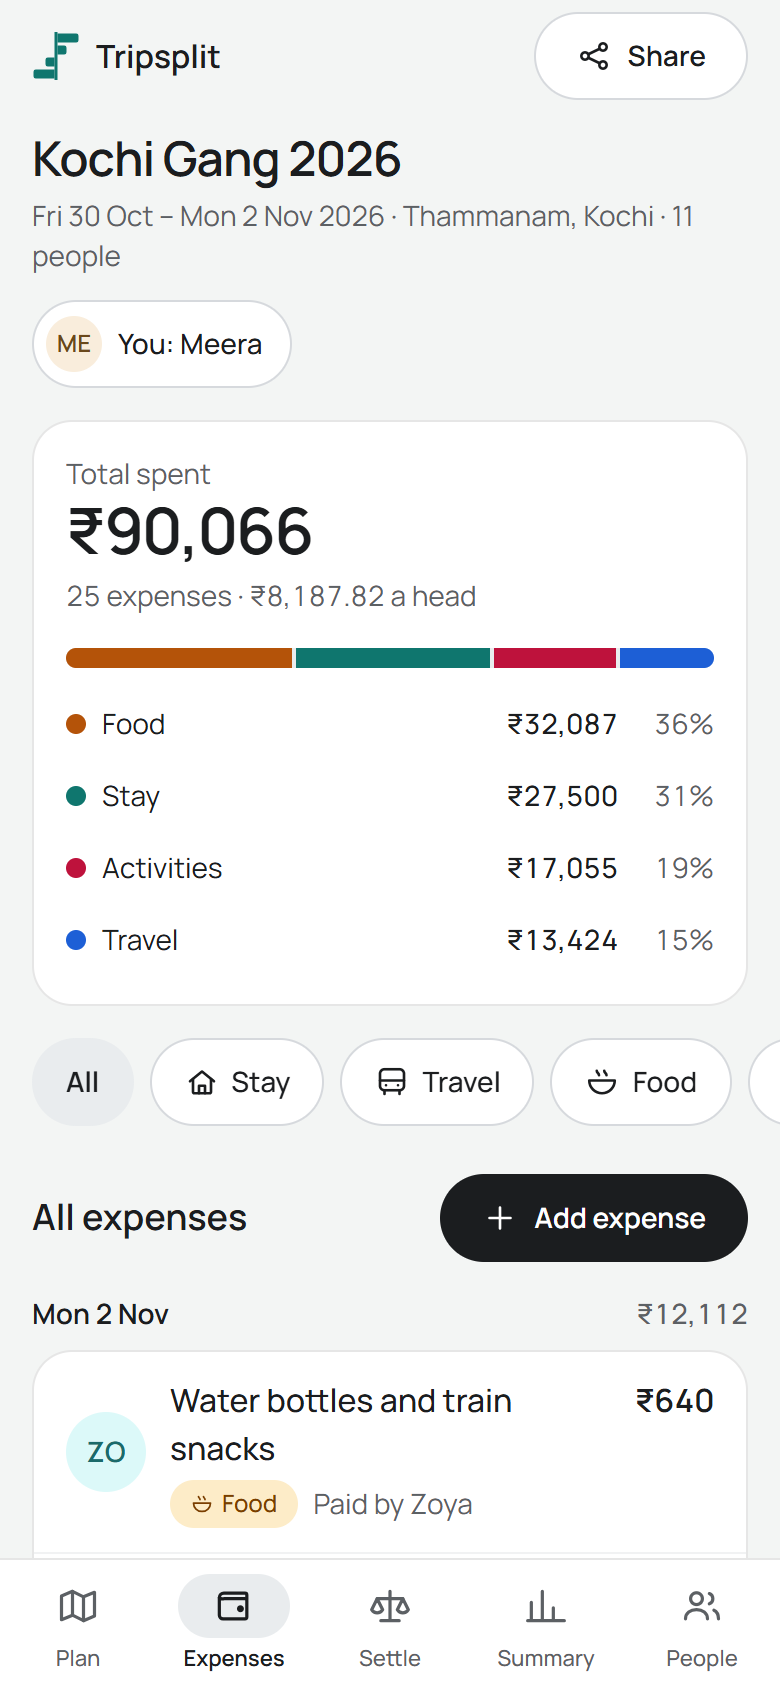 Tripsplit
Share
Kochi Gang 2026
Fri 30 Oct – Mon 2 Nov 2026 · Thammanam, Kochi · 11
people
ME
You: Meera
Total spent
₹90,066
25 expenses · ₹8,187.82 a head
Food ₹32,087 36%
Stay ₹27,500 31%
Activities ₹17,055 19%
Travel ₹13,424 15%
All
Stay
Travel
Food
All expenses
Add expense
Mon 2 Nov ₹12,112
Water bottles and train ₹640
snacks
ZO
Food
Paid by Zoya
Plan
Expenses
Settle
Summary
People